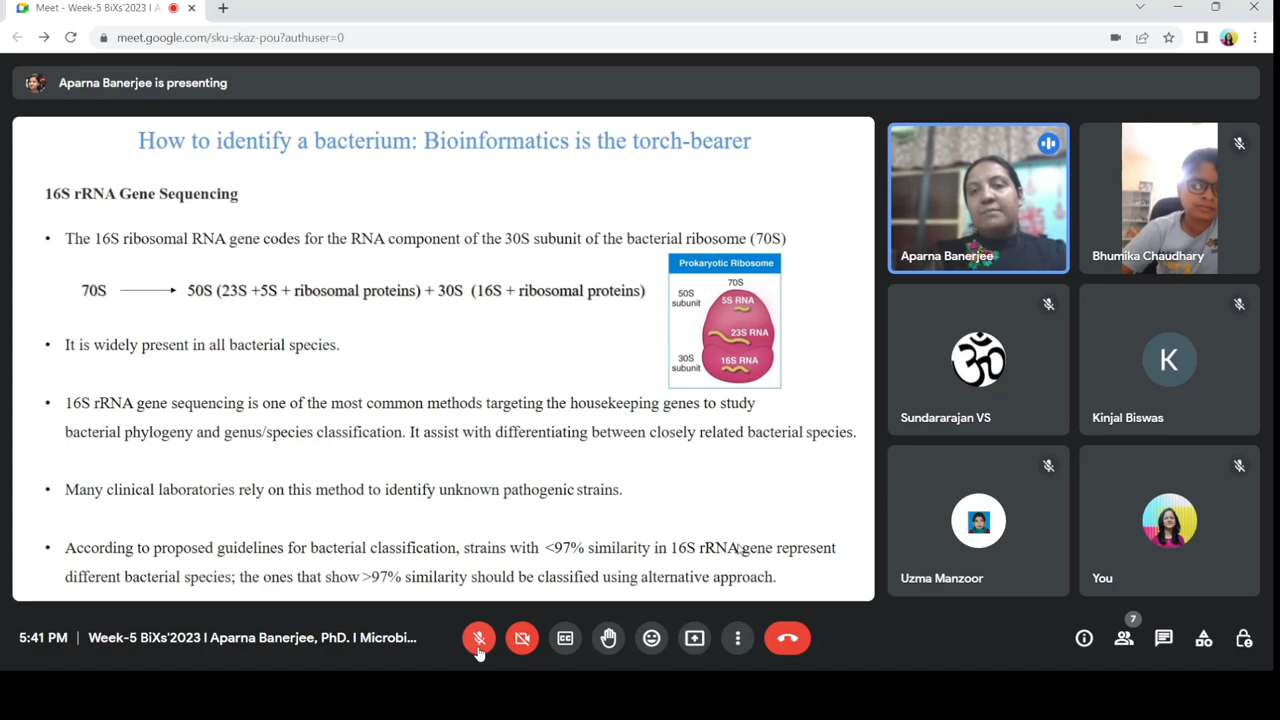 Meet - Week-5 BiXs'2023 I A
meet.google.com/sku-skaz-pou?authuser=0
Aparna Banerjee is presenting
How to identify a bacterium: Bioinformatics is the torch-bearer
16S rRNA Gene Sequencing
• The 16S ribosomal RNA gene codes for the RNA component of the 30S subunit of the bacterial ribosome (70S)
70S → 50S (23S +5S + ribosomal proteins) + 30S (16S + ribosomal proteins)
Prokaryotic Ribosome
70S
50S
subunit
5S RNA
23S RNA
30S
subunit
16S RNA
• It is widely present in all bacterial species.
• 16S rRNA gene sequencing is one of the most common methods targeting the housekeeping genes to study
bacterial phylogeny and genus/species classification. It assist with differentiating between closely related bacterial species.
• Many clinical laboratories rely on this method to identify unknown pathogenic strains.
• According to proposed guidelines for bacterial classification, strains with <97% similarity in 16S rRNA gene represent
different bacterial species; the ones that show >97% similarity should be classified using alternative approach.
Aparna Banerjee
Bhumika Chaudhary
Sundararajan VS
K
Kinjal Biswas
Uzma Manzoor
You
5:41 PM | Week-5 BiXs'2023 I Aparna Banerjee, PhD. I Microbi...
7